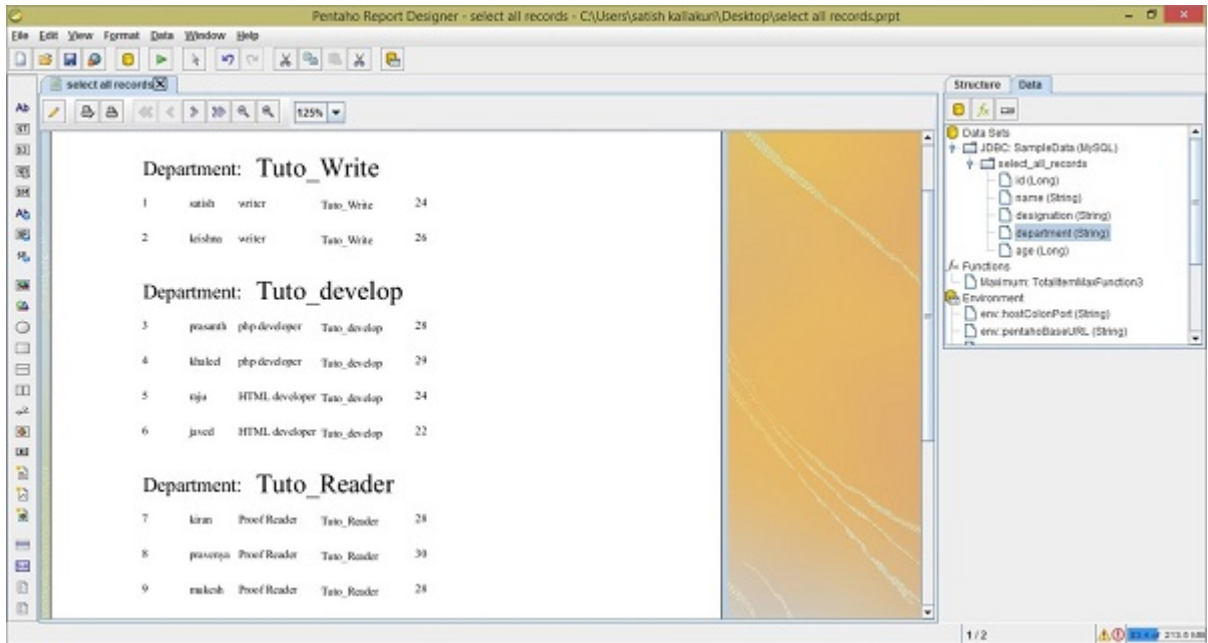 Pentaho Report Designer - select all records - C:\Users\satish kallakuri\Desktop\select all records.prpt
File Edit View Format Data Window Help
select all records
125%
Structure Data
Department: Tuto_Write
1 satish writer Tuto_Write 24
2 krishna writer Tuto_Write 26
Department: Tuto_develop
3 prasanth php developer Tuto_develop 28
4 khaled php developer Tuto_develop 29
5 raju HTML developer Tuto_develop 24
6 javed HTML developer Tuto_develop 22
Department: Tuto_Reader
7 kiran Proof Reader Tuto_Reader 28
8 pravenya Proof Reader Tuto_Reader 30
9 mukesh Proof Reader Tuto_Reader 28
Data Sets
JDBC: SampleData (MySQL)
select_all_records
id (Long)
name (String)
designation (String)
department (String)
age (Long)
Functions
Maximum: TotalItemMaxFunction3
Environment
env:hostColonPort (String)
env:pentahoBaseURL (String)
1 / 2